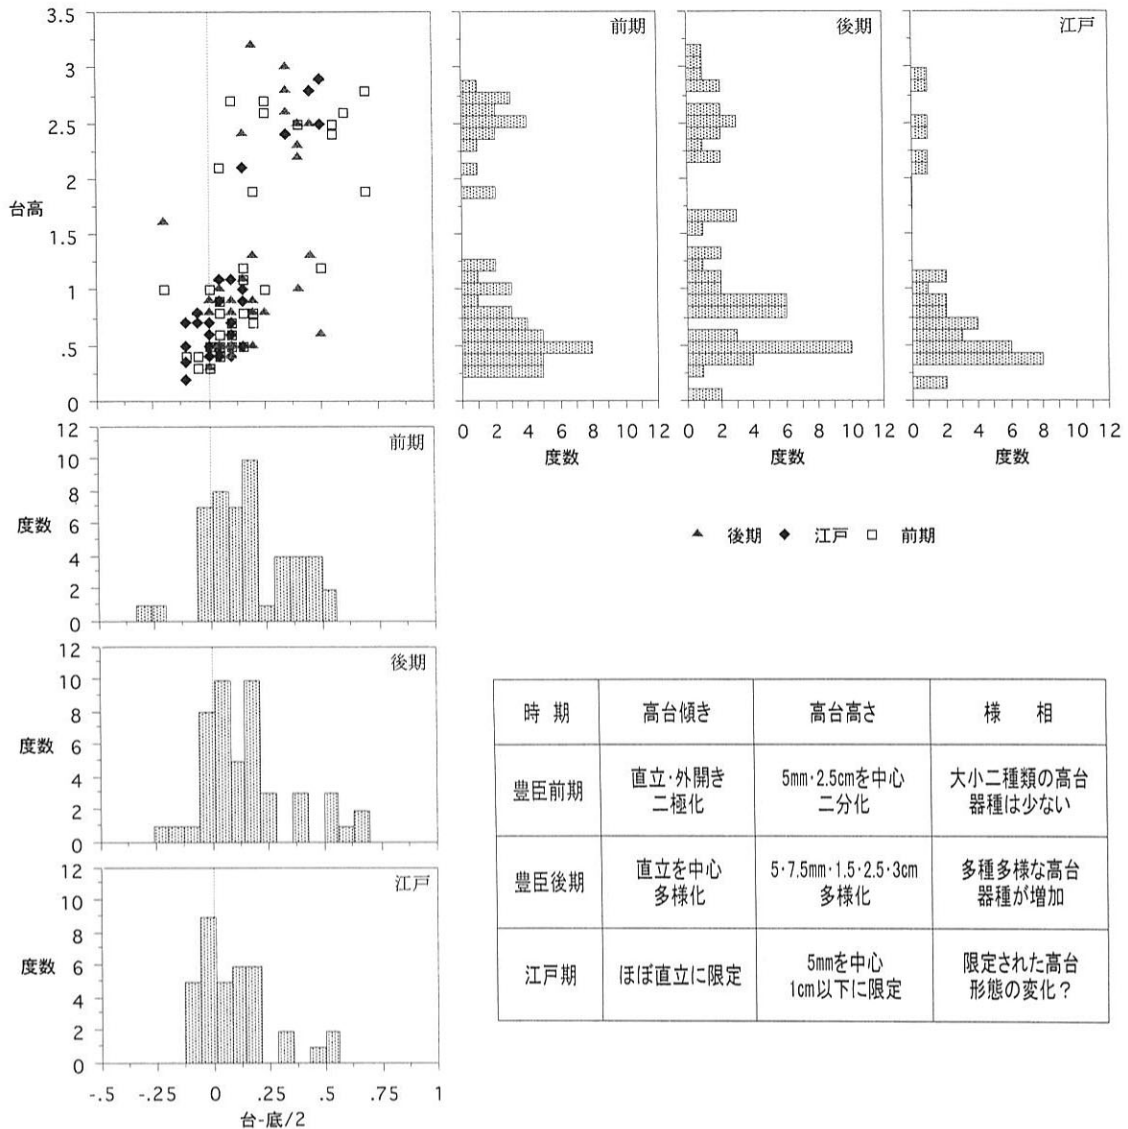 3.5
3
2.5
2
1.5
1
.5
0
台高
前期
後期
江戸
0 2 4 6 8 10 12
度数
0 2 4 6 8 10 12
度数
0 2 4 6 8 10 12
度数
前期
12
10
8
6
4
2
0
度数
後期 江戸 前期
後期
12
10
8
6
4
2
0
度数
江戸
12
10
8
6
4
2
0
度数
-.5 -.25 0 .25 .5 .75 1
台-底/2
時 期 高台傾き 高台高さ 様 相
豊臣前期
直立・外開き
二極化
5mm・2.5cmを中心
二分化
大小二種類の高台
器種は少ない
豊臣後期
直立を中心
多様化
5・7.5mm・1.5・2.5・3cm
多様化
多種多様な高台
器種が増加
江戸期
ほぼ直立に限定
5mmを中心
1cm以下に限定
限定された高台
形態の変化？